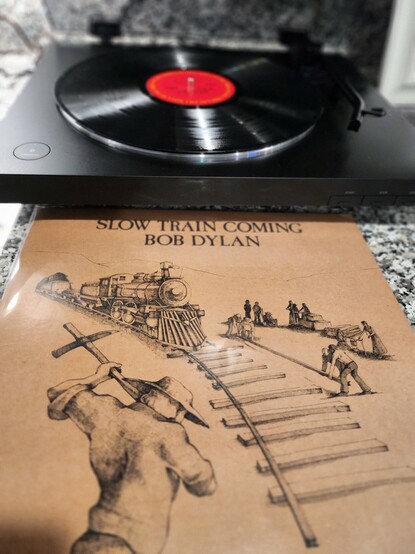 SLOW TRAIN COMING
BOB DYLAN